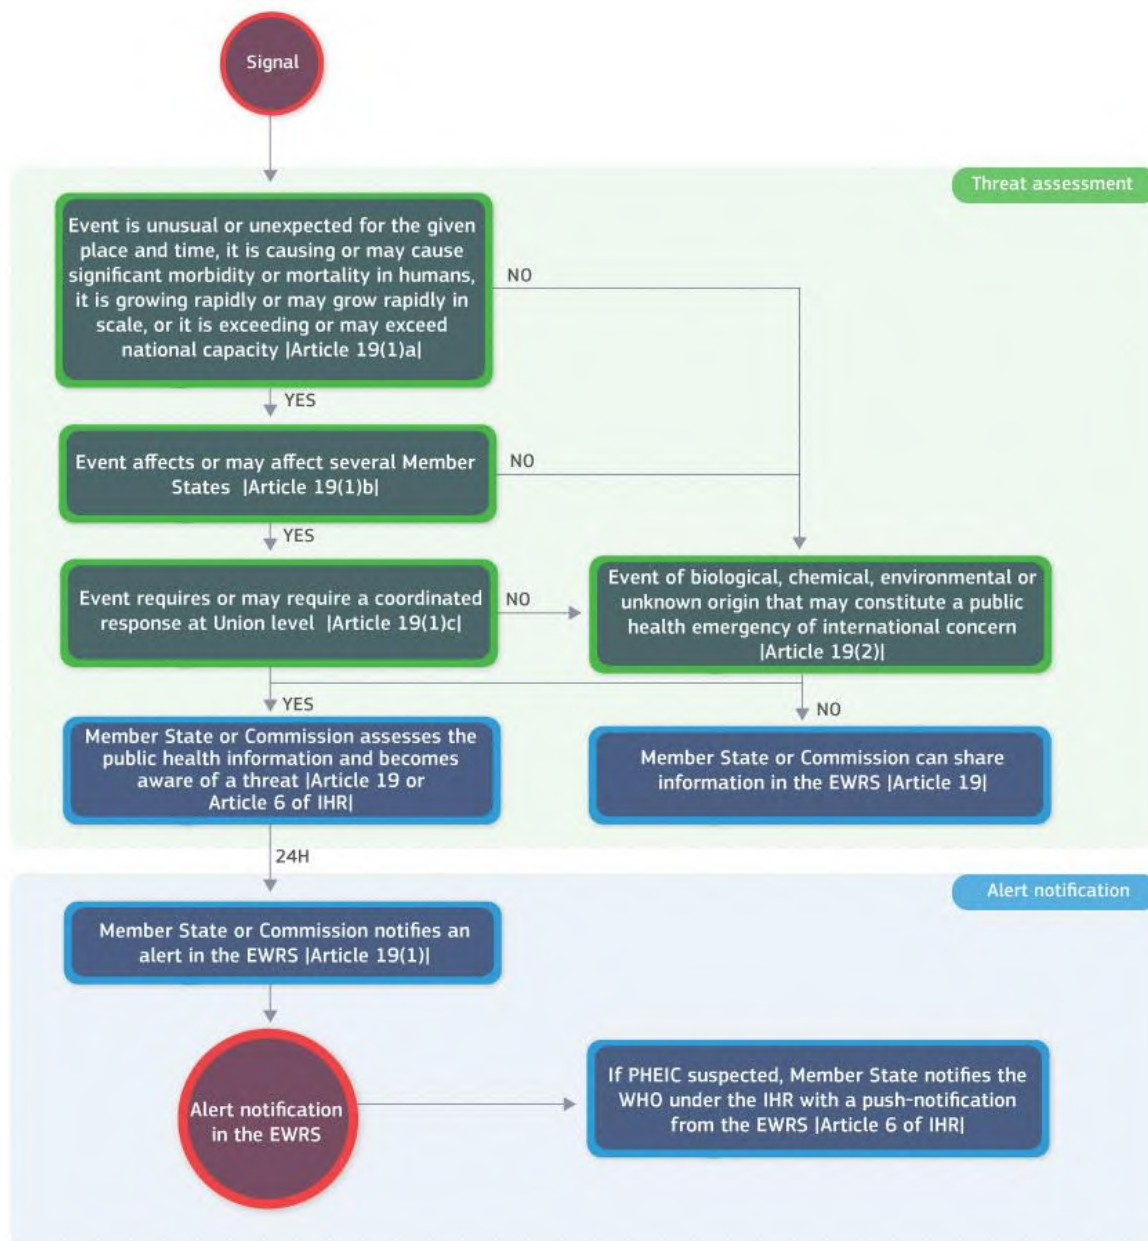 Signal
Threat assessment
Event is unusual or unexpected for the given
place and time, it is causing or may cause
significant morbidity or mortality in humans,
it is growing rapidly or may grow rapidly in
scale, or it is exceeding or may exceed
national capacity |Article 19(1)a|
NO
YES
Event affects or may affect several Member
States |Article 19(1)b|
NO
YES
Event requires or may require a coordinated
response at Union level |Article 19(1)c|
NO
Event of biological, chemical, environmental or
unknown origin that may constitute a public
health emergency of international concern
|Article 19(2)|
YES
NO
Member State or Commission assesses the
public health information and becomes
aware of a threat |Article 19 or
Article 6 of IHR|
Member State or Commission can share
information in the EWRS |Article 19|
24H
Alert notification
Member State or Commission notifies an
alert in the EWRS |Article 19(1)|
Alert notification
in the EWRS
If PHEIC suspected, Member State notifies the
WHO under the IHR with a push-notification
from the EWRS |Article 6 of IHR|